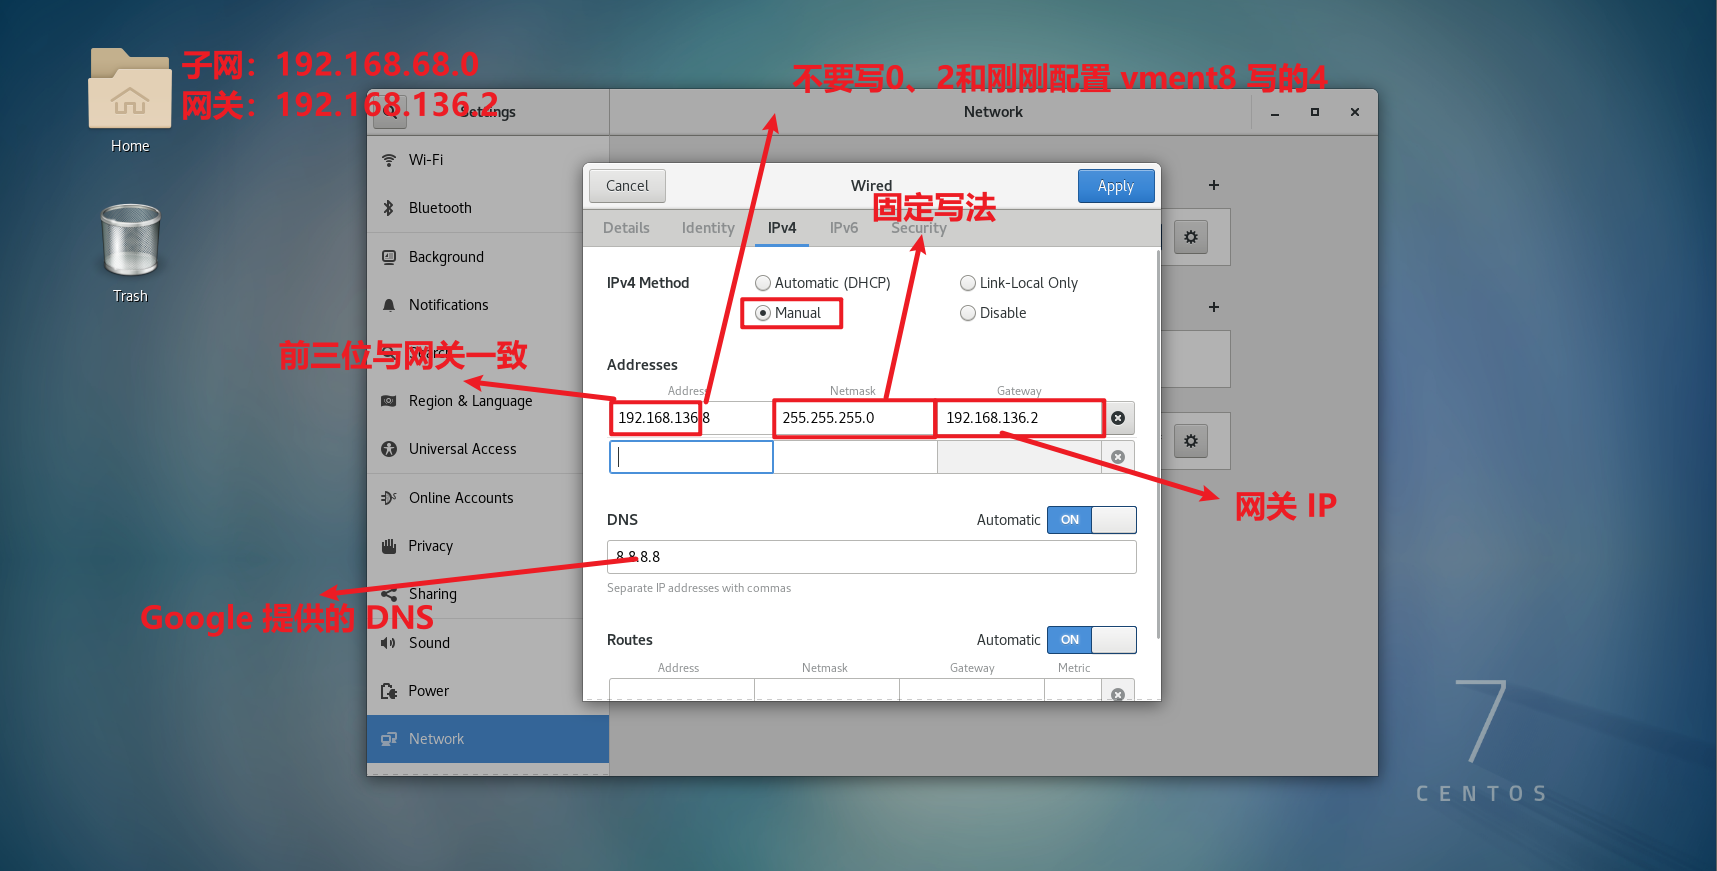 子网：192.168.68.0
网关：192.168.136.2
不要写0、2和刚刚配置 vment8 写的4
Home
Trash
Settings
Network
Wi-Fi
Bluetooth
Background
Notifications
Search
前三位与网关一致
Region & Language
Universal Access
Online Accounts
Privacy
Sharing
Google 提供的 DNS
Sound
Power
Network
Cancel
Wired
Apply
固定写法
Details
Identity
IPv4
IPv6
Security
IPv4 Method
Automatic (DHCP)
Link-Local Only
Manual
Disable
Addresses
Address
Netmask
Gateway
192.168.136.8
255.255.255.0
192.168.136.2
网关 IP
DNS
Automatic
ON
8.8.8.8
Separate IP addresses with commas
Routes
Automatic
ON
Address
Netmask
Gateway
Metric
7
CENTOS